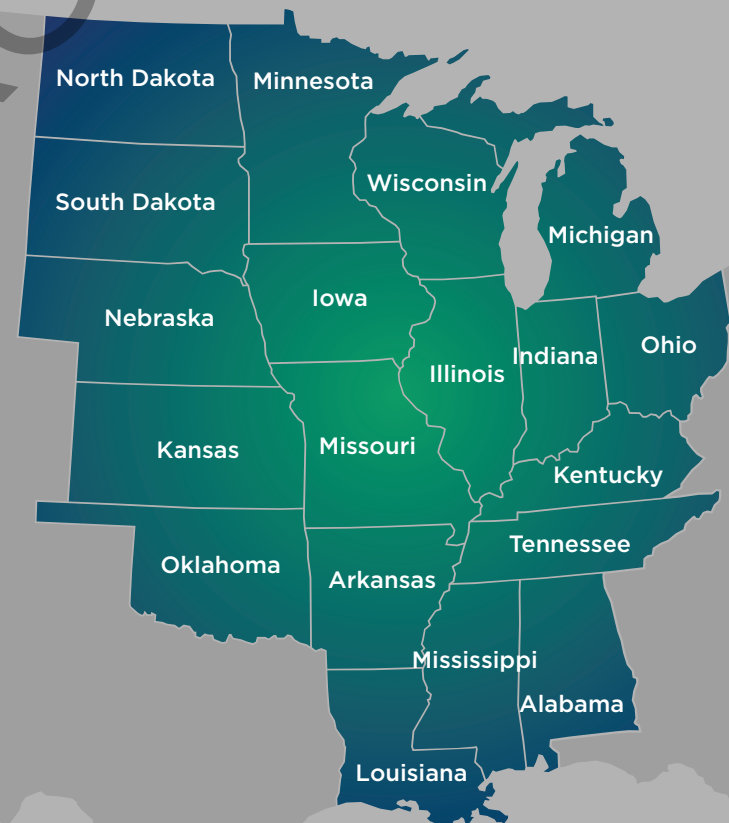 North Dakota
Minnesota
Wisconsin
South Dakota
Michigan
Iowa
Nebraska
Ohio
Indiana
Illinois
Missouri
Kansas
Kentucky
Tennessee
Oklahoma
Arkansas
Mississippi
Alabama
Louisiana